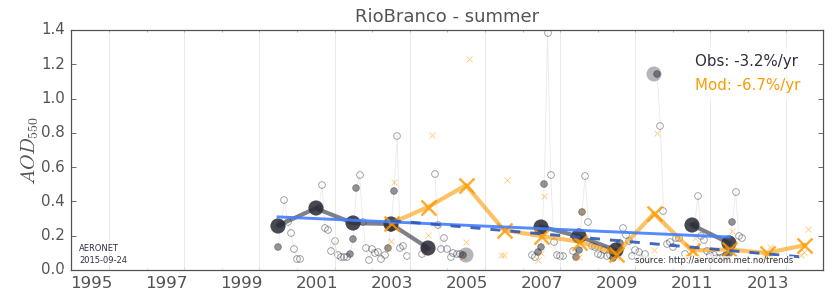 RioBranco - summer
1.4
1.2
1.0
0.8
0.6
0.4
0.2
0.0
AOD550
Obs: -3.2%/yr
Mod: -6.7%/yr
AERONET
2015-09-24
source: http://aerocom.met.no/trends
1995 1997 1999 2001 2003 2005 2007 2009 2011 2013